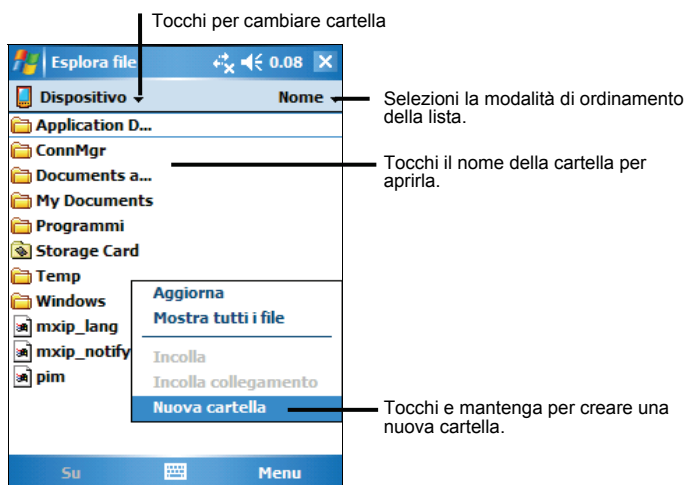 Tocchi per cambiare cartella
Esplora file
0.08
Dispositivo
Nome
Selezioni la modalità di ordinamento
della lista.
Application D...
ConnMgr
Tocchi il nome della cartella per
aprirla.
Documents a...
My Documents
Programmi
Storage Card
Temp
Windows
mxip_lang
mxip_notify
pim
Aggiorna
Mostra tutti i file
Incolla
Incolla collegamento
Nuova cartella
Tocchi e mantenga per creare una
nuova cartella.
Su
Menu